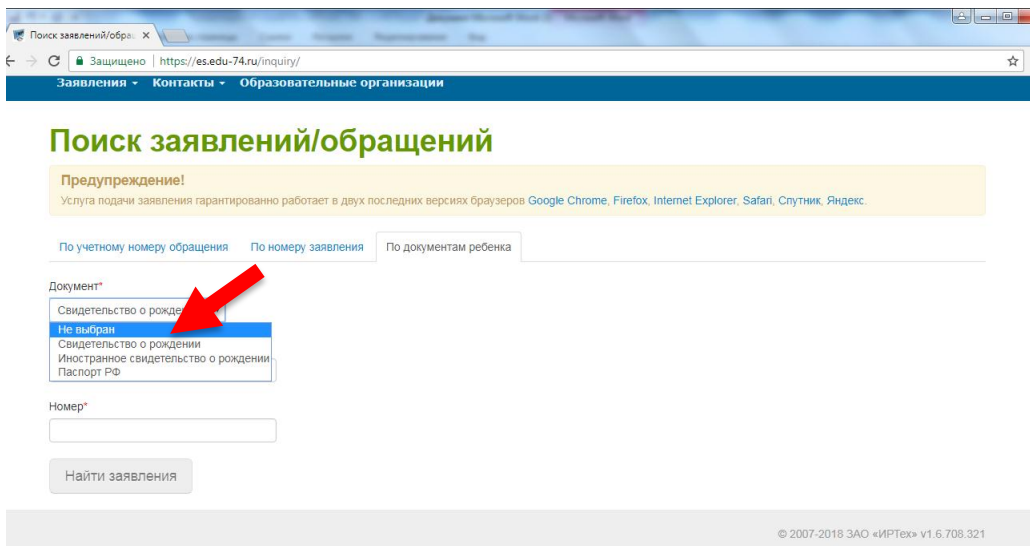 Поиск заявлений/обра
Защищено | https://es.edu-74.ru/inquiry/
Заявления Контакты Образовательные организации
Поиск заявлений/обращений
Предупреждение!
Услуга подачи заявления гарантированно работает в двух последних версиях браузеров Google Chrome, Firefox, Internet Explorer, Safari, Спутник, Яндекс.
По учетному номеру обращения По номеру заявления По документам ребенка
Документ*
Свидетельство о рожде
Не выбран
Свидетельство о рождении
Иностранное свидетельство о рождении
Паспорт РФ
Номер*
Найти заявления
© 2007-2018 ЗАО «ИРТех» v1.6.708.321